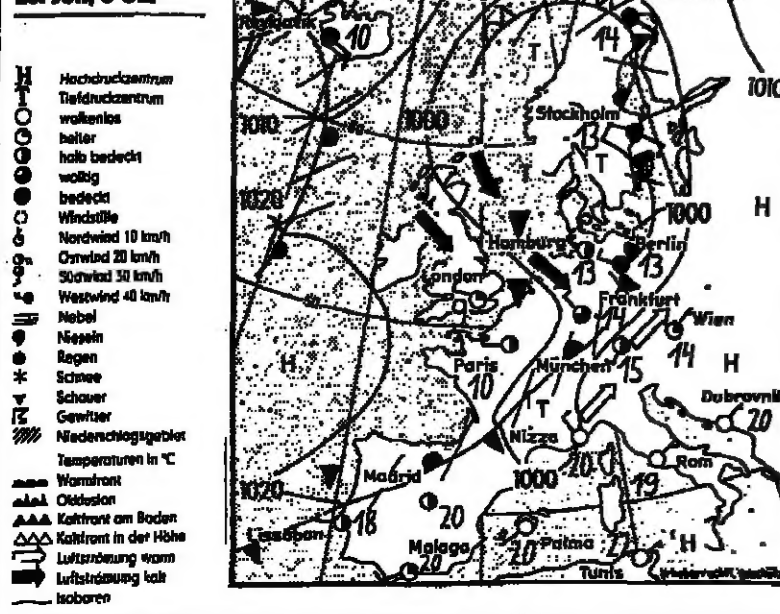 H Hochdruckzentrum
T Tiefdruckzentrum
wolkenlos
heiter
halb bedeckt
wolkig
bedeckt
Windstille
Nordwind 10 km/h
Ostwind 20 km/h
Südwind 30 km/h
Westwind 40 km/h
Nebel
Nieseln
Regen
Schnee
Schauer
Gewitter
Niederschlagsgebiet
Temperaturen in °C
Warmfront
Okklusion
Kaltfront am Boden
Kaltfront in der Höhe
Luftströmung warm
Luftströmung kalt
Isobaren
10
14
T
T
1010
1010
1000
Stockholm
13
T
T
1020
1000
H
Hamburg
Berlin
13
13
London
Frankfurt
14
Wien
14
H
Paris
10
München
15
H
T
Dubrovnik
20
Nizza
20
Rom
19
1000
1020
Madrid
20
Lissabon
18
Malaga
20
20
Palma
Tunis
H